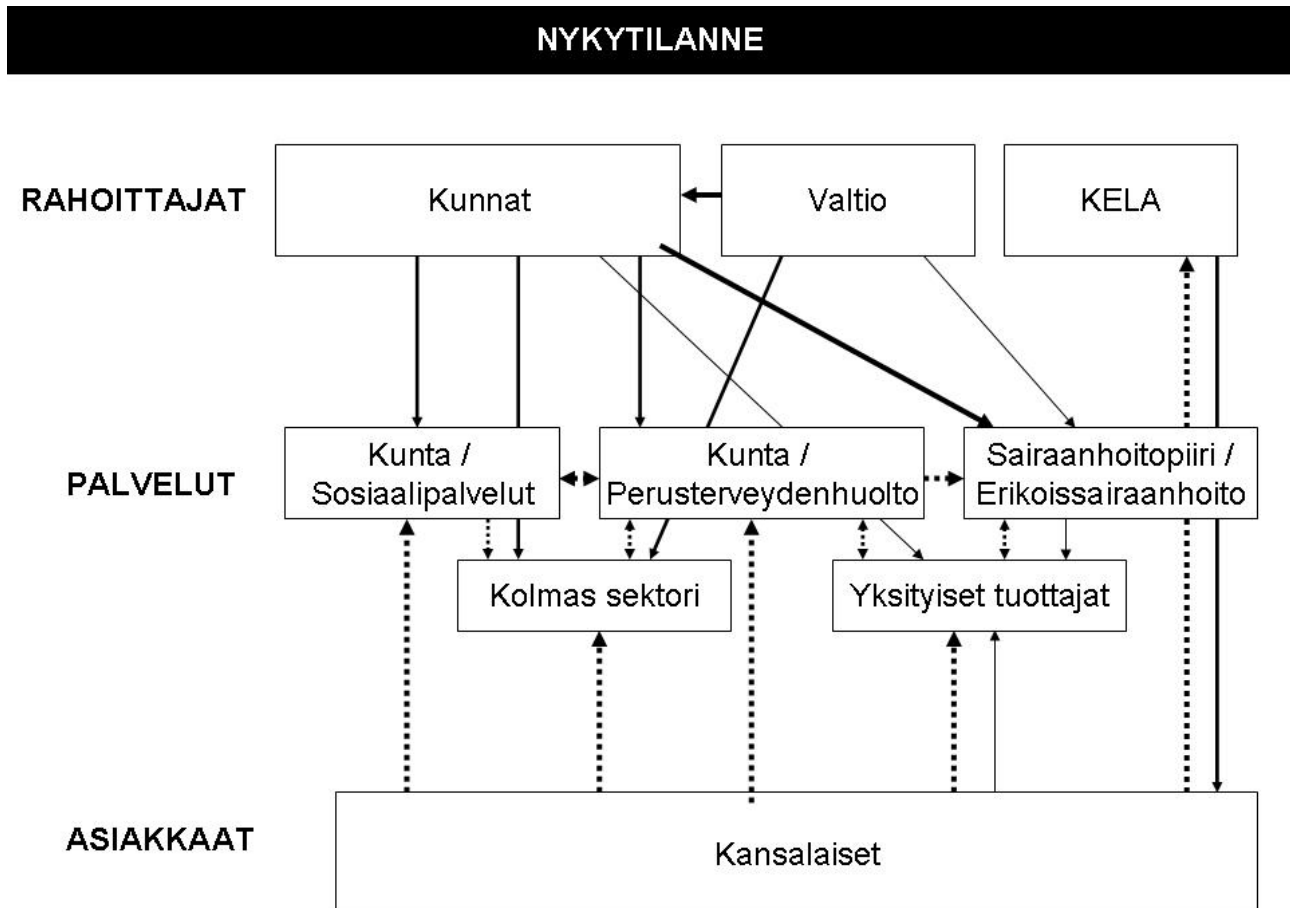 NYKYTILANNE
RAHOITTAJAT
Kunnat
Valtio
KELA
PALVELUT
Kunta /
Sosiaalipalvelut
Kunta /
Perusterveydenhuolto
Sairaanhoitopiiri /
Erikoissairaanhoito
Kolmas sektori
Yksityiset tuottajat
ASIAKKAAT
Kansalaiset